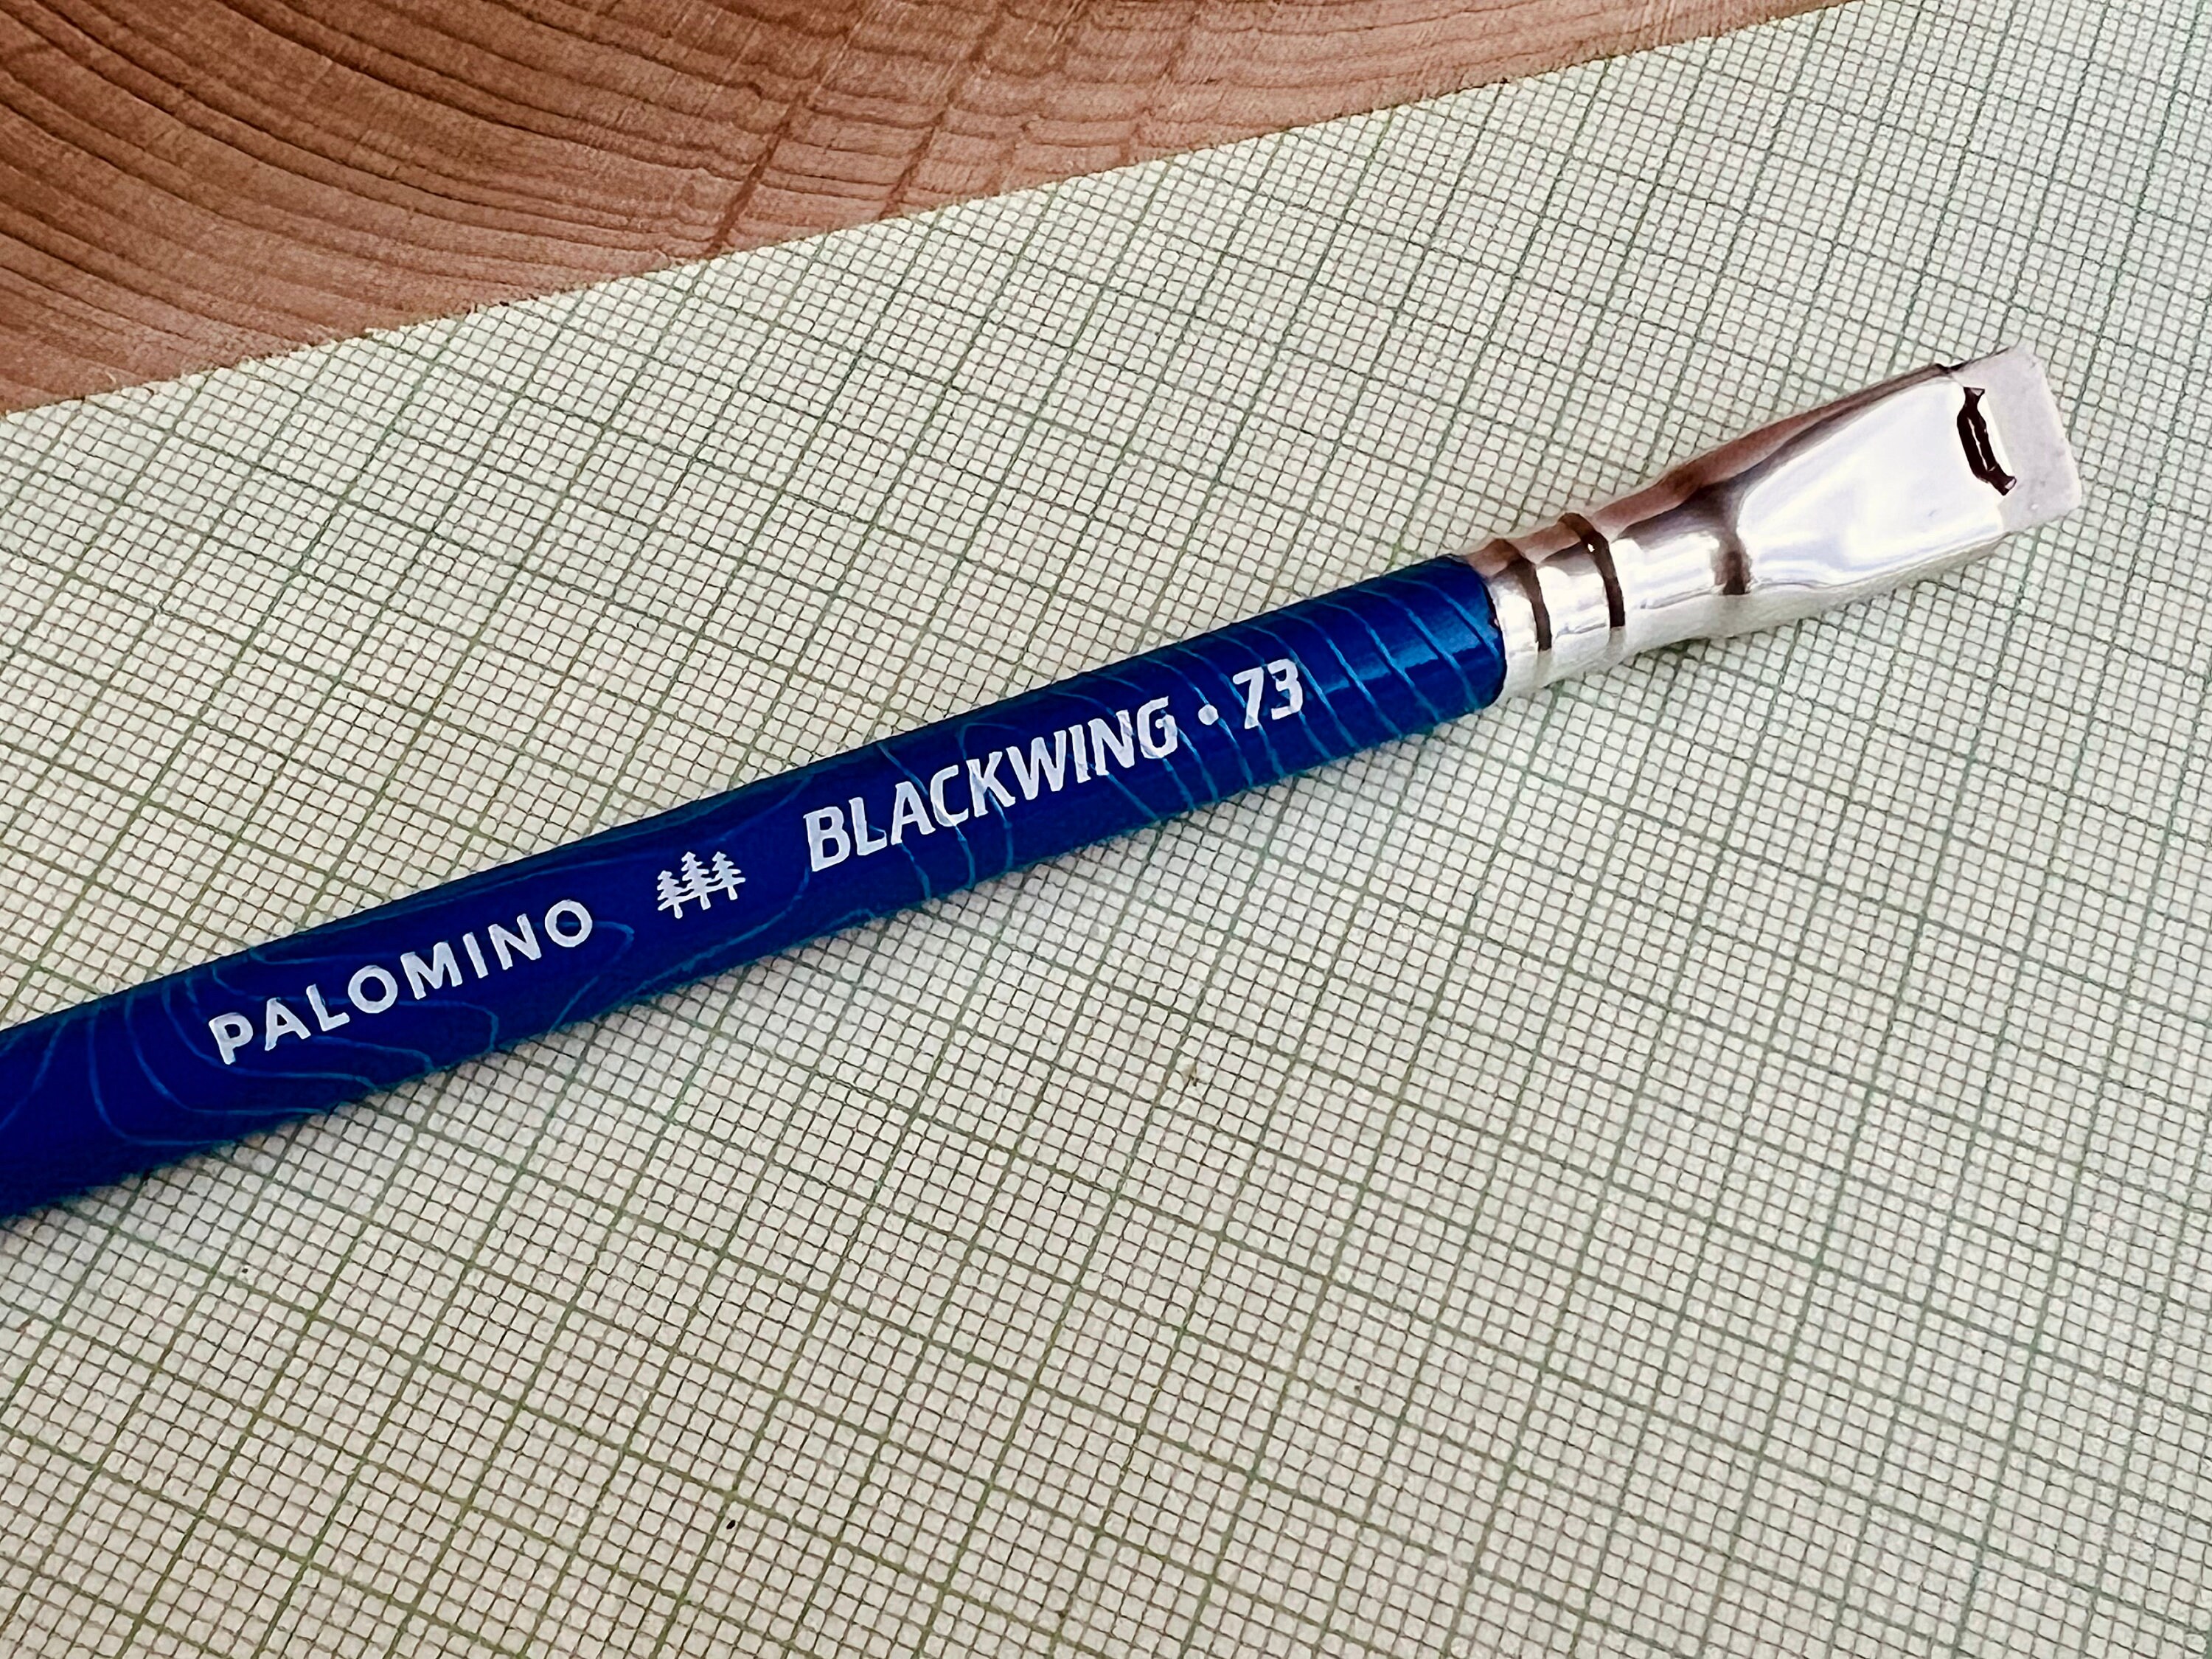 PALOMINO BLACKWING • 73